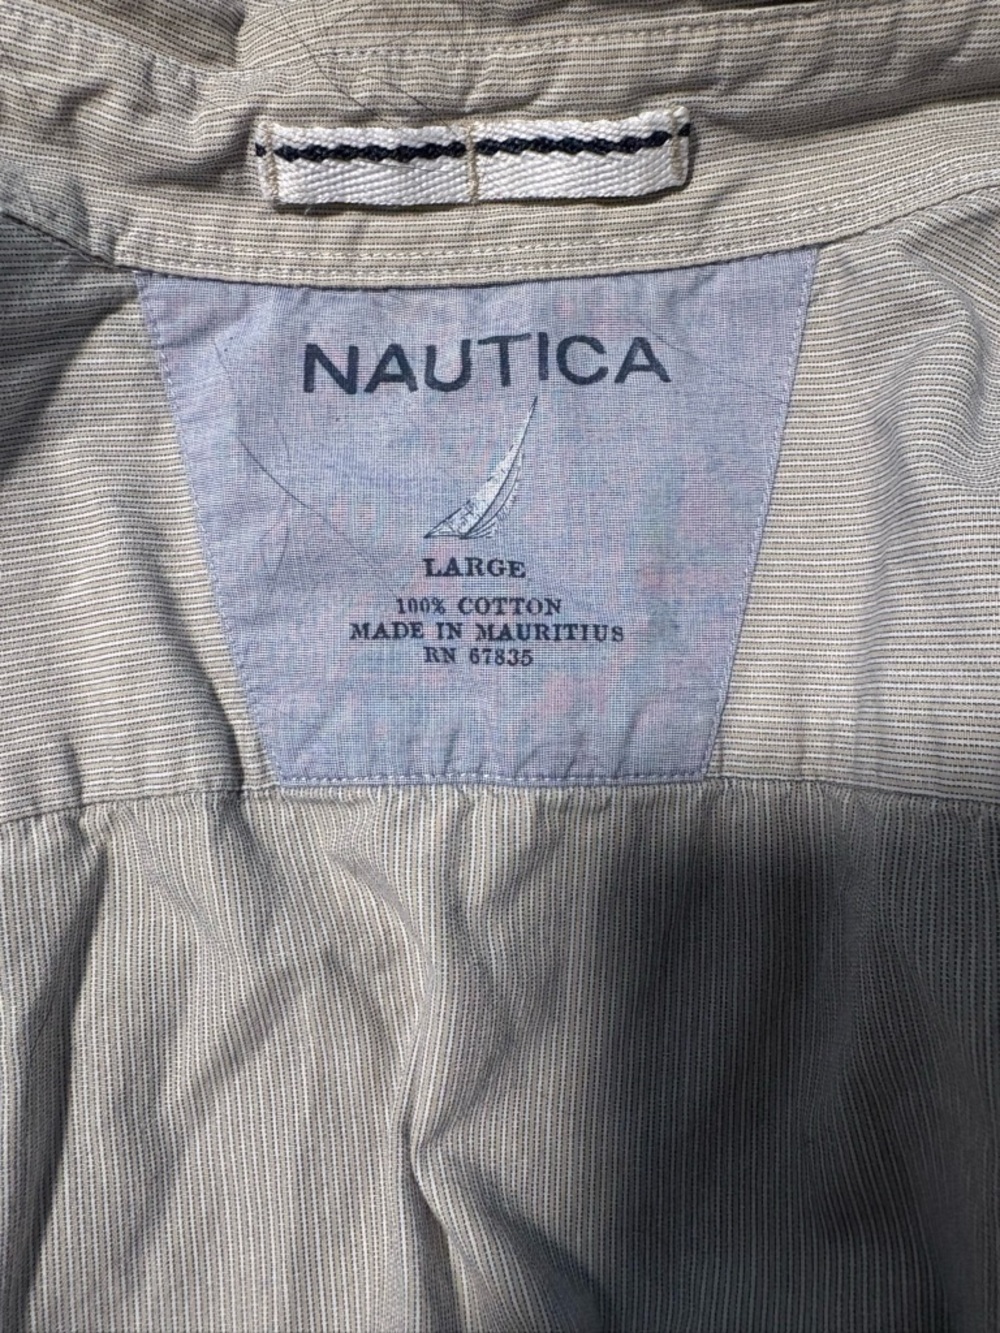 NAUTICA
LARGE
100% COTTON
MADE IN MAURITIUS
RN 67835